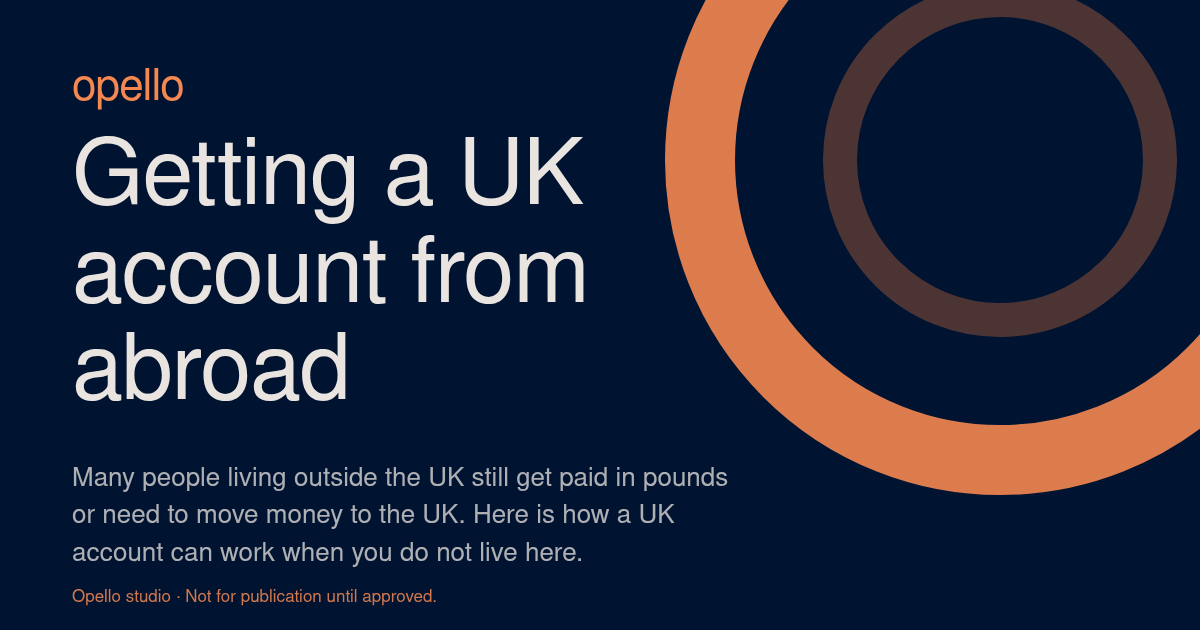 opello
Getting a UK
account from
abroad
Many people living outside the UK still get paid in pounds
or need to move money to the UK. Here is how a UK
account can work when you do not live here.
Opello studio · Not for publication until approved.